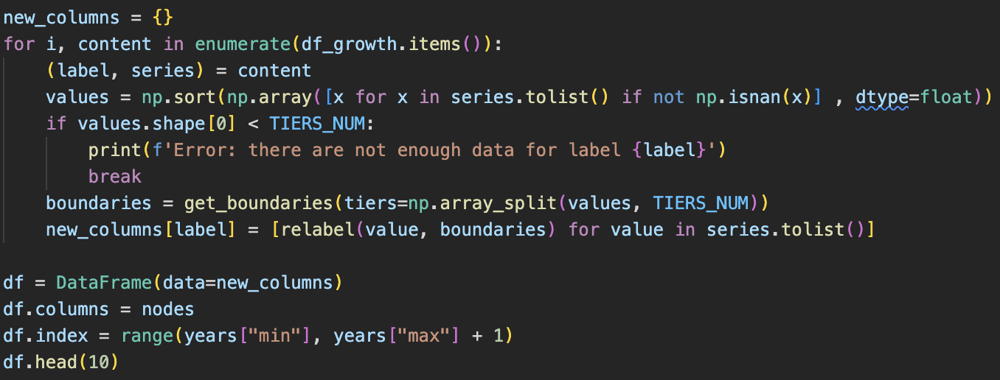 new_columns = {}
for i, content in enumerate(df_growth.items()):
    (label, series) = content
    values = np.sort(np.array([x for x in series.tolist() if not np.isnan(x)] , dtype=float))
    if values.shape[0] < TIERS_NUM:
        print(f'Error: there are not enough data for label {label}')
        break
    boundaries = get_boundaries(tiers=np.array_split(values, TIERS_NUM))
    new_columns[label] = [relabel(value, boundaries) for value in series.tolist()]

df = DataFrame(data=new_columns)
df.columns = nodes
df.index = range(years["min"], years["max"] + 1)
df.head(10)